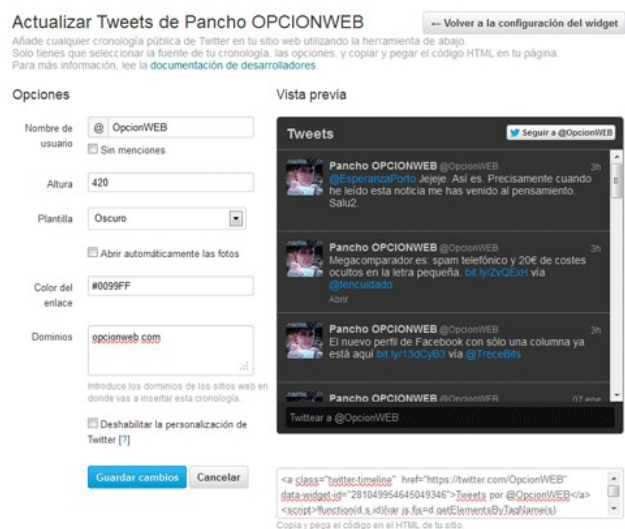 Actualizar Tweets de Pancho OPCIONWEB
← Volver a la configuración del widget
Añade cualquier cronología pública de Twitter en tu sitio web utilizando la herramienta de abajo.
Solo tienes que seleccionar la fuente de tu cronología, las opciones, y copiar y pegar el código HTML en tu página.
Para más información, lee la documentación de desarrolladores.
Opciones
Nombre de usuario
@ OpcionWEB
Sin menciones
Altura
420
Plantilla
Oscuro
Abrir automáticamente las fotos
Color del enlace
#0099FF
Dominios
opcionweb.com
Introduce los dominios de los sitios web en
donde vas a insertar esta cronología.
Deshabilitar la personalización de
Twitter [?]
Guardar cambios
Cancelar
Vista previa
Tweets
Seguir a @OpcionWEB
Pancho OPCIONWEB @OpcionWEB 3h
@EsperanzaPorto Jejeje. Así es. Precisamente cuando
he leído esta noticia me has venido al pensamiento.
Salu2.
Pancho OPCIONWEB @OpcionWEB 3h
Megacomparador.es: spam telefónico y 20€ de costes
ocultos en la letra pequeña. bit.ly/ZvQExH vía
@tencuidado
Abrir
Pancho OPCIONWEB @OpcionWEB 3h
El nuevo perfil de Facebook con sólo una columna ya
está aquí bit.ly/13dCyB3 vía @TreceBits
Pancho OPCIONWEB @OpcionWEB 07 ene
Twittear a @OpcionWEB
<a class="twitter-timeline" href="https://twitter.com/OpcionWEB"
data-widget-id="281049954645049346">Tweets por @OpcionWEB</a>
<script>!function(d,s,id){var js,fjs=d.getElementsByTagName(s)
Copia y pega el código en el HTML de tu sitio.